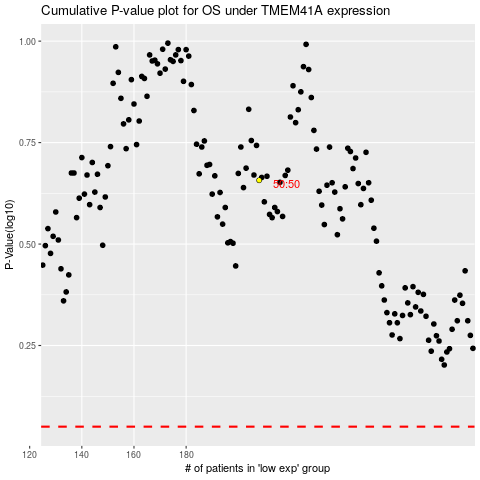 Cumulative P-value plot for OS under TMEM41A expression
1.00
0.75
0.50
0.25
P-Value(log10)
50:50
120 140 160 180
# of patients in 'low exp' group